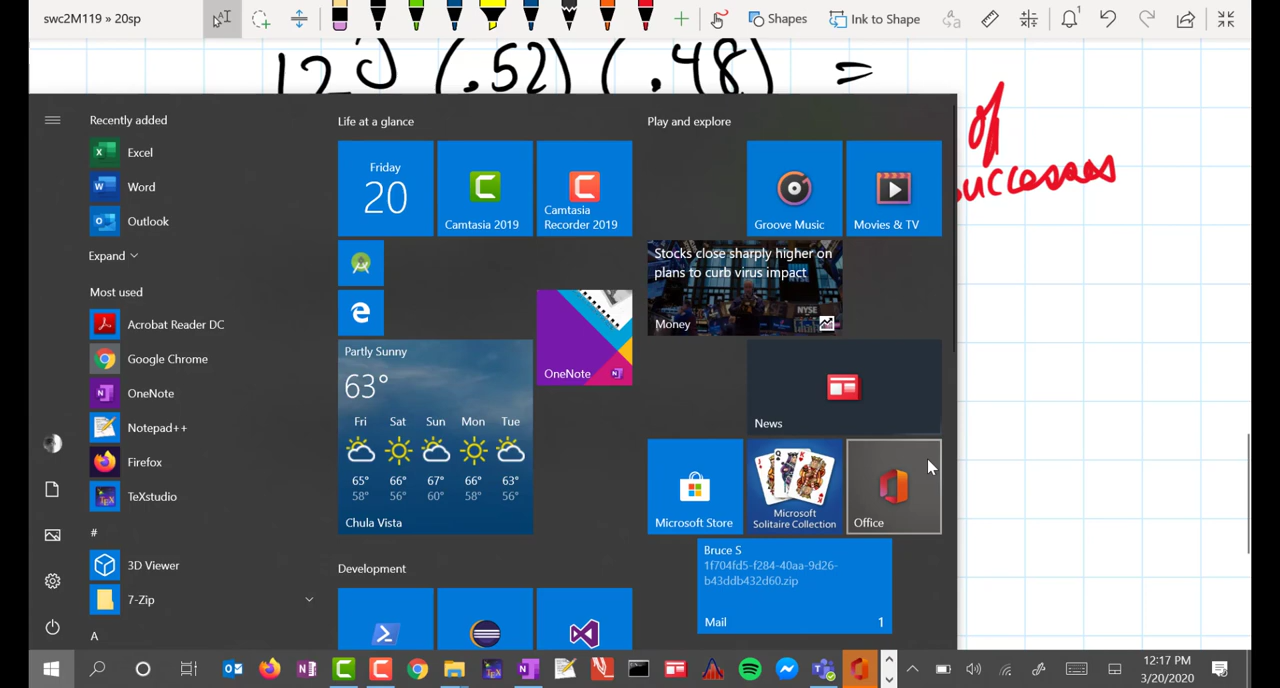 swc2M119 » 20sp
Shapes
Ink to Shape
12 (.52) (.48) =
of
successes
Recently added
Excel
Word
Outlook
Expand
Most used
Acrobat Reader DC
Google Chrome
OneNote
Notepad++
Firefox
TeXstudio
#
3D Viewer
7-Zip
A
Life at a glance
Friday
20
Camtasia 2019
Camtasia
Recorder 2019
OneNote
Partly Sunny
63°
Fri Sat Sun Mon Tue
65° 66° 67° 66° 63°
58° 56° 60° 58° 56°
Chula Vista
Development
Play and explore
Groove Music
Movies & TV
Stocks close sharply higher on
plans to curb virus impact
NYSE
Money
News
Microsoft Store
Microsoft
Solitaire Collection
Office
Bruce S
1f704fd5-f284-40aa-9d26-
b43ddb432d60.zip
Mail 1
12:17 PM
3/20/2020